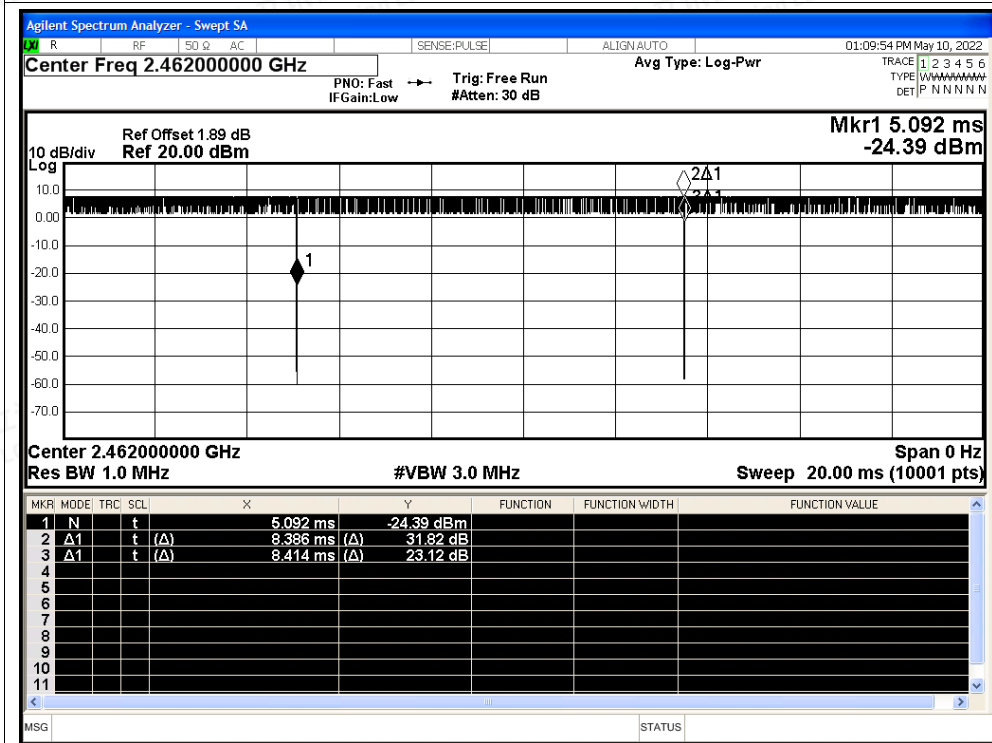 Agilent Spectrum Analyzer - Swept SA
LXI R RF 50 Ω AC SENSE:PULSE ALIGN AUTO 01:09:54 PM May 10, 2022
Center Freq 2.462000000 GHz
PNO: Fast
IFGain:Low
Trig: Free Run
#Atten: 30 dB
Avg Type: Log-Pwr
TRACE 1 2 3 4 5 6
TYPE
DET P N N N N N
Mkr1 5.092 ms
-24.39 dBm
Ref Offset 1.89 dB
10 dB/div Ref 20.00 dBm
Log
10.0
0.00
-10.0
-20.0
-30.0
-40.0
-50.0
-60.0
-70.0
2Δ1
3Δ1
1
Center 2.462000000 GHz Span 0 Hz
Res BW 1.0 MHz #VBW 3.0 MHz Sweep 20.00 ms (10001 pts)
MKR MODE TRC SCL X Y FUNCTION FUNCTION WIDTH FUNCTION VALUE
1 N t 5.092 ms -24.39 dBm
2 Δ1 t (Δ) 8.386 ms (Δ) 31.82 dB
3 Δ1 t (Δ) 8.414 ms (Δ) 23.12 dB
4
5
6
7
8
9
10
11
MSG STATUS